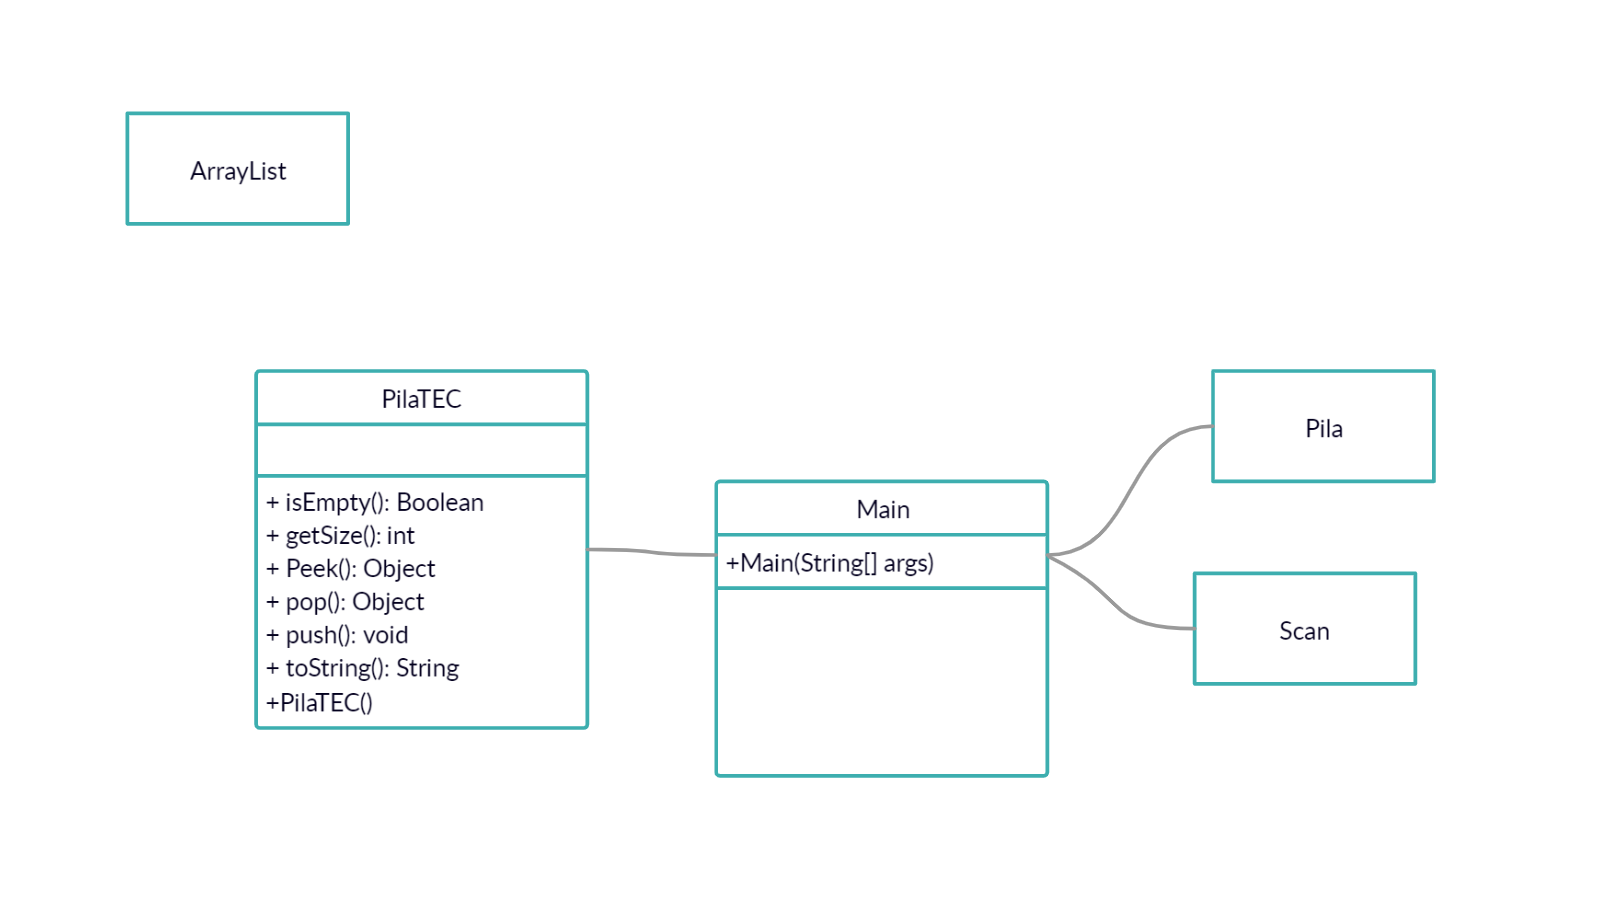 ArrayList
PilaTEC
+ isEmpty(): Boolean
+ getSize(): int
+ Peek(): Object
+ pop(): Object
+ push(): void
+ toString(): String
+PilaTEC()
Main
+Main(String[] args)
Pila
Scan